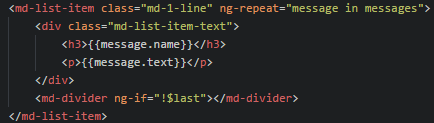 <md-list-item class="md-1-line" ng-repeat="message in messages">
<div class="md-list-item-text">
<h3>{{message.name}}</h3>
<p>{{message.text}}</p>
</div>
<md-divider ng-if="!$last"></md-divider>
</md-list-item>